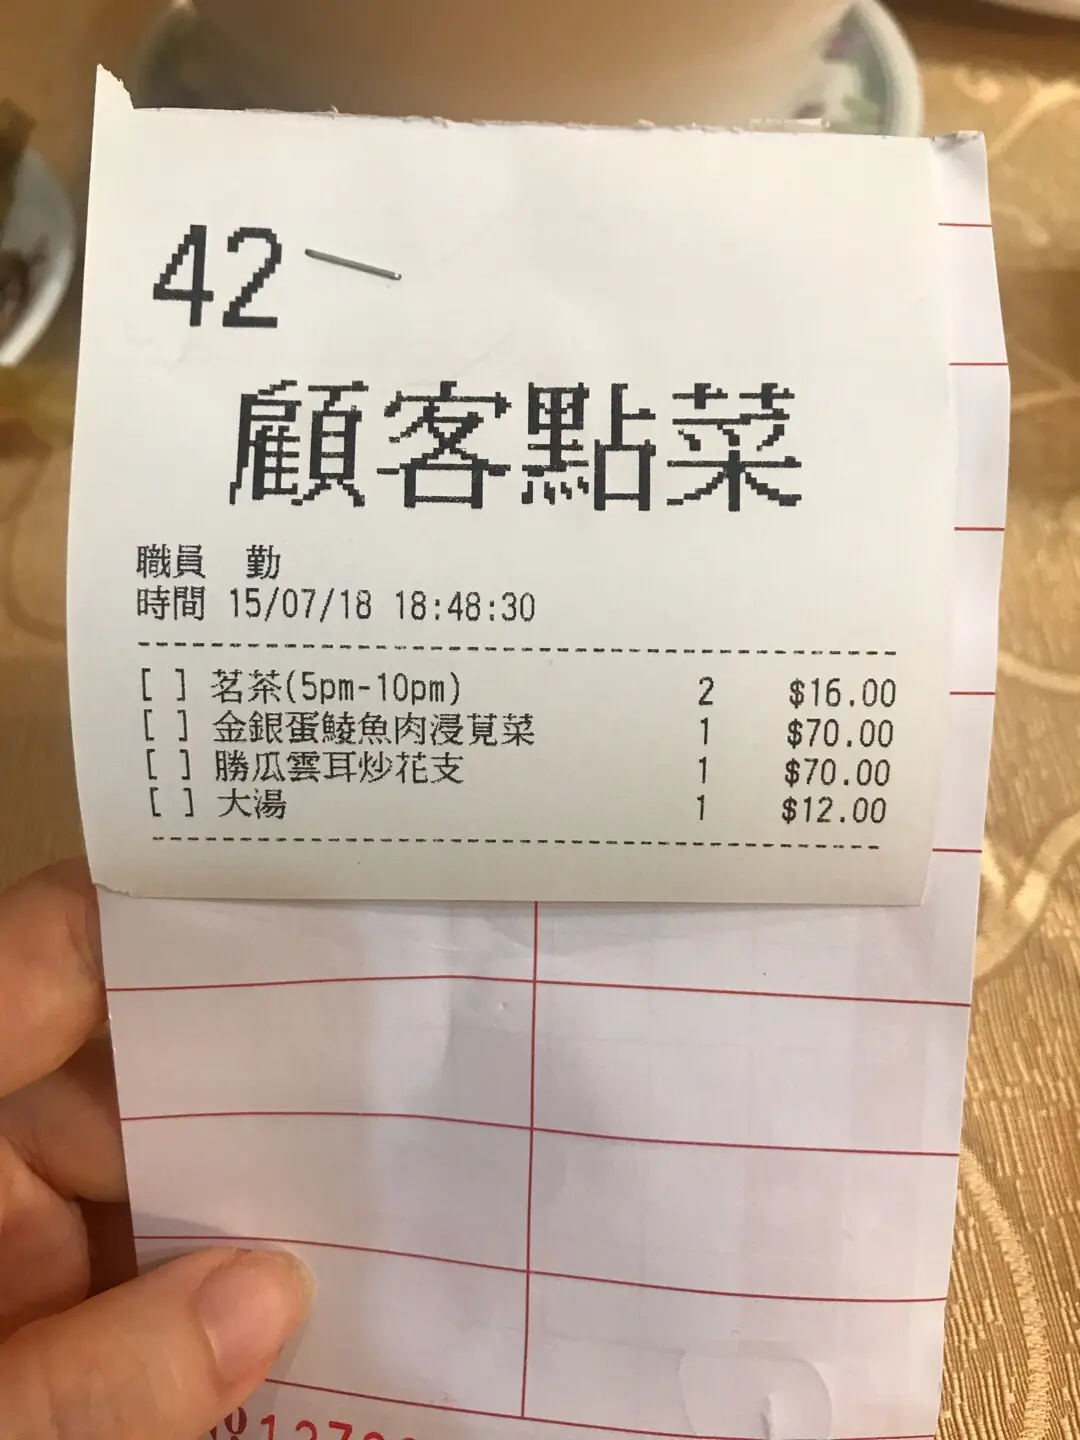 42
顧客點菜
職員 勤
時間 15/07/18 18:48:30
[ ] 茗茶(5pm-10pm) 2 $16.00
[ ] 金銀蛋鯪魚肉浸莧菜 1 $70.00
[ ] 勝瓜雲耳炒花支 1 $70.00
[ ] 大湯 1 $12.00